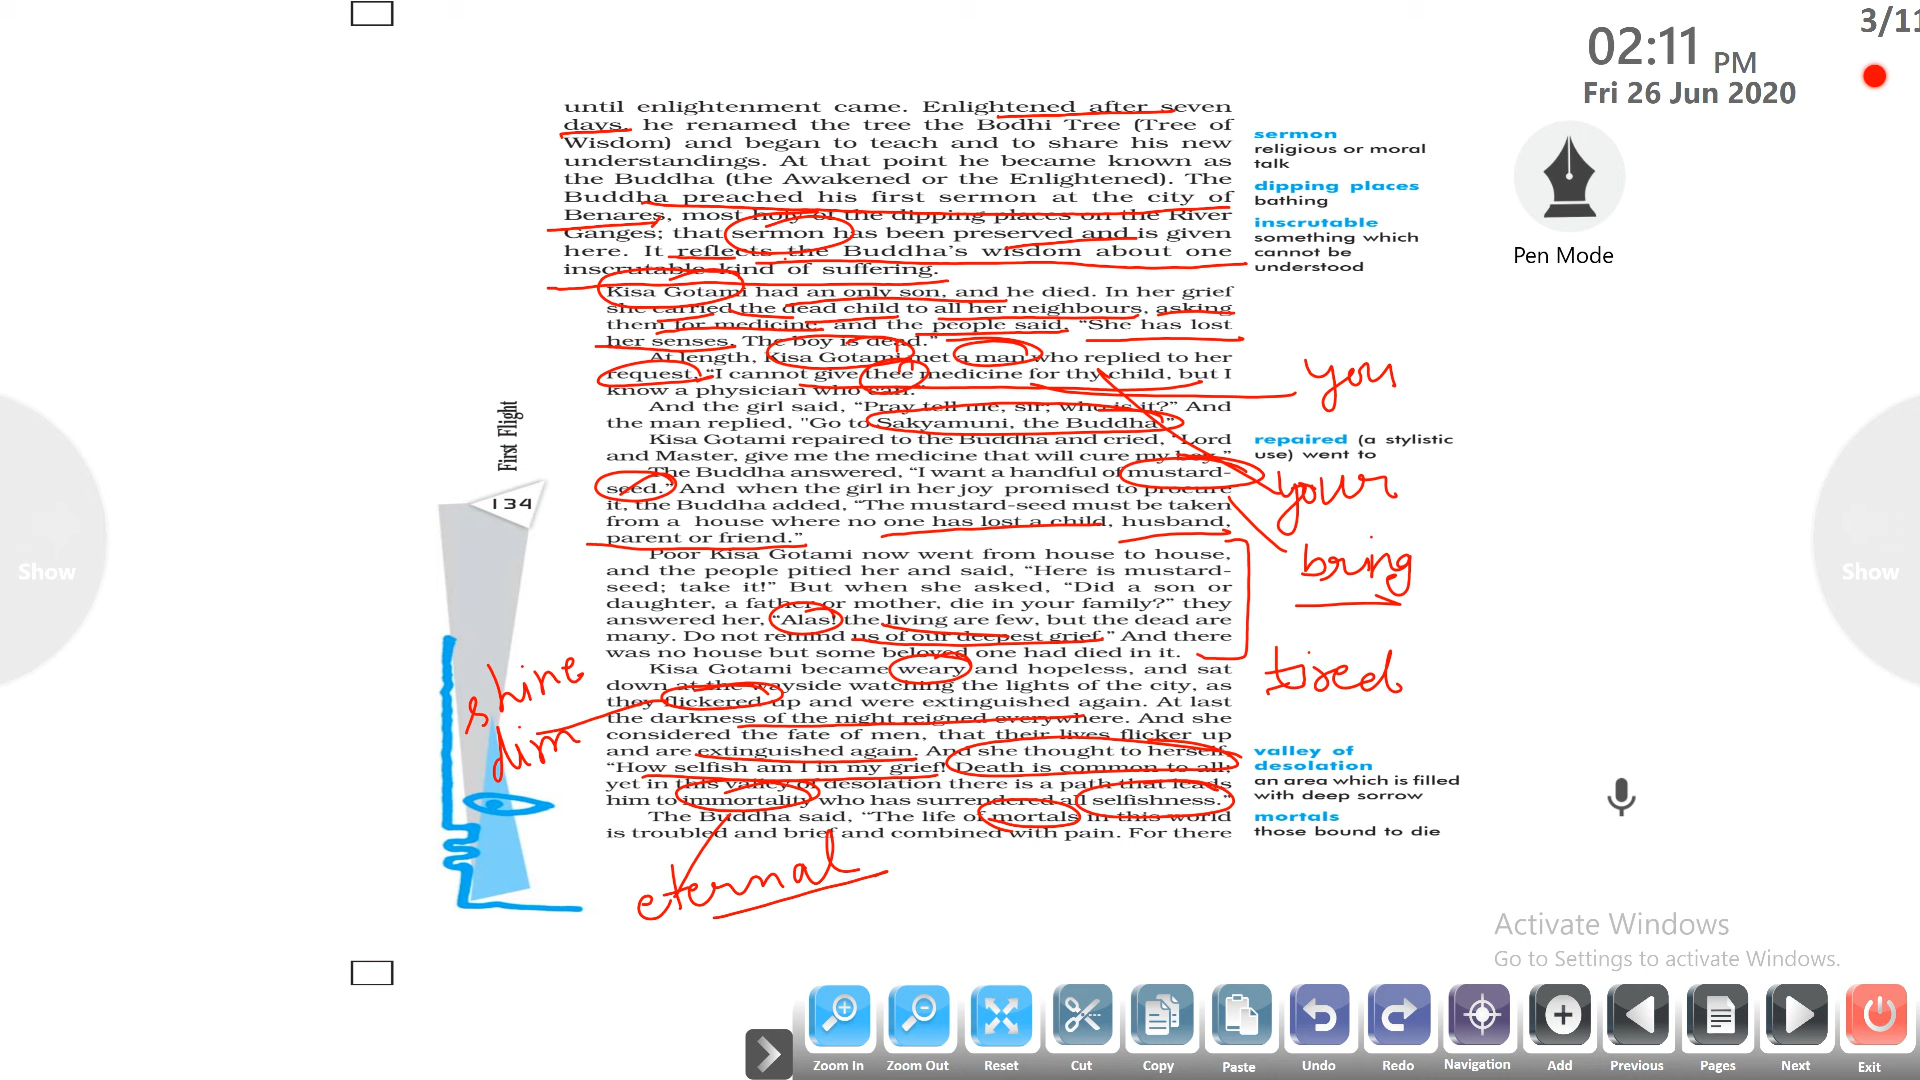 3/11
02:11 PM
Fri 26 Jun 2020
Pen Mode
until enlightenment came. Enlightened after seven
days, he renamed the tree the Bodhi Tree (Tree of
Wisdom) and began to teach and to share his new
understandings. At that point he became known as
the Buddha (the Awakened or the Enlightened). The
Buddha preached his first sermon at the city of
Benares, most holy of the dipping places on the River
Ganges; that sermon has been preserved and is given
here. It reflects the Buddha's wisdom about one
inscrutable kind of suffering.
Kisa Gotami had an only son, and he died. In her grief
she carried the dead child to all her neighbours, asking
them for medicine, and the people said, “She has lost
her senses. The boy is dead.”
At length, Kisa Gotami met a man who replied to her
request, “I cannot give thee medicine for thy child, but I
know a physician who can.”
And the girl said, “Pray tell me, sir; who is it?” And
the man replied, "Go to Sakyamuni, the Buddha.”
Kisa Gotami repaired to the Buddha and cried, “Lord
and Master, give me the medicine that will cure my boy.”
The Buddha answered, “I want a handful of mustard-
seed.” And when the girl in her joy promised to procure
it, the Buddha added, “The mustard-seed must be taken
from a house where no one has lost a child, husband,
parent or friend.”
Poor Kisa Gotami now went from house to house,
and the people pitied her and said, “Here is mustard-
seed; take it!” But when she asked, “Did a son or
daughter, a father or mother, die in your family?” they
answered her, “Alas! the living are few, but the dead are
many. Do not remind us of our deepest grief.” And there
was no house but some beloved one had died in it.
Kisa Gotami became weary and hopeless, and sat
down at the wayside watching the lights of the city, as
they flickered up and were extinguished again. At last
the darkness of the night reigned everywhere. And she
considered the fate of men, that their lives flicker up
and are extinguished again. And she thought to herself,
“How selfish am I in my grief! Death is common to all;
yet in this valley of desolation there is a path that leads
him to immortality who has surrendered all selfishness.”
The Buddha said, “The life of mortals in this world
is troubled and brief and combined with pain. For there
sermon
religious or moral
talk
dipping places
bathing
inscrutable
something which
cannot be
understood
you
repaired (a stylistic
use) went to
your
bring
tired
valley of
desolation
an area which is filled
with deep sorrow
mortals
those bound to die
First Flight
134
shine
dim
eternal
Show
Show
Activate Windows
Go to Settings to activate Windows.
Zoom In Zoom Out Reset Cut Copy Paste Undo Redo Navigation Add Previous Pages Next Exit